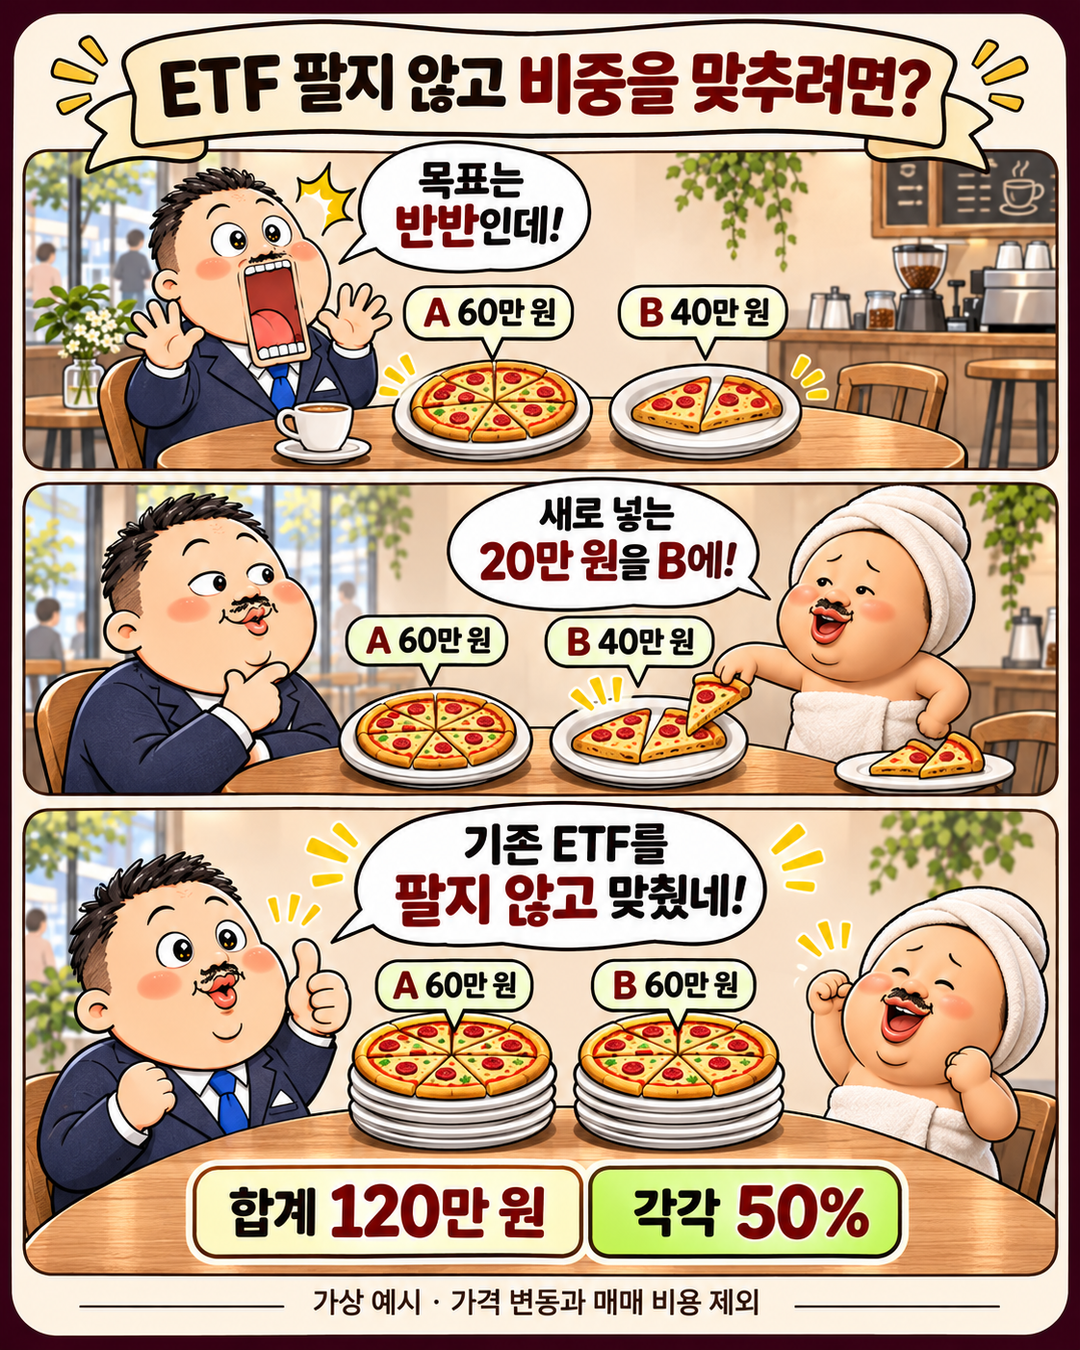 ETF 팔지 않고 비중을 맞추려면?
목표는
반반인데!
A 60만 원
B 40만 원
새로 넣는
20만 원을 B에!
A 60만 원
B 40만 원
기존 ETF를
팔지 않고 맞췄네!
A 60만 원
B 60만 원
합계 120만 원
각각 50%
가상 예시 · 가격 변동과 매매 비용 제외